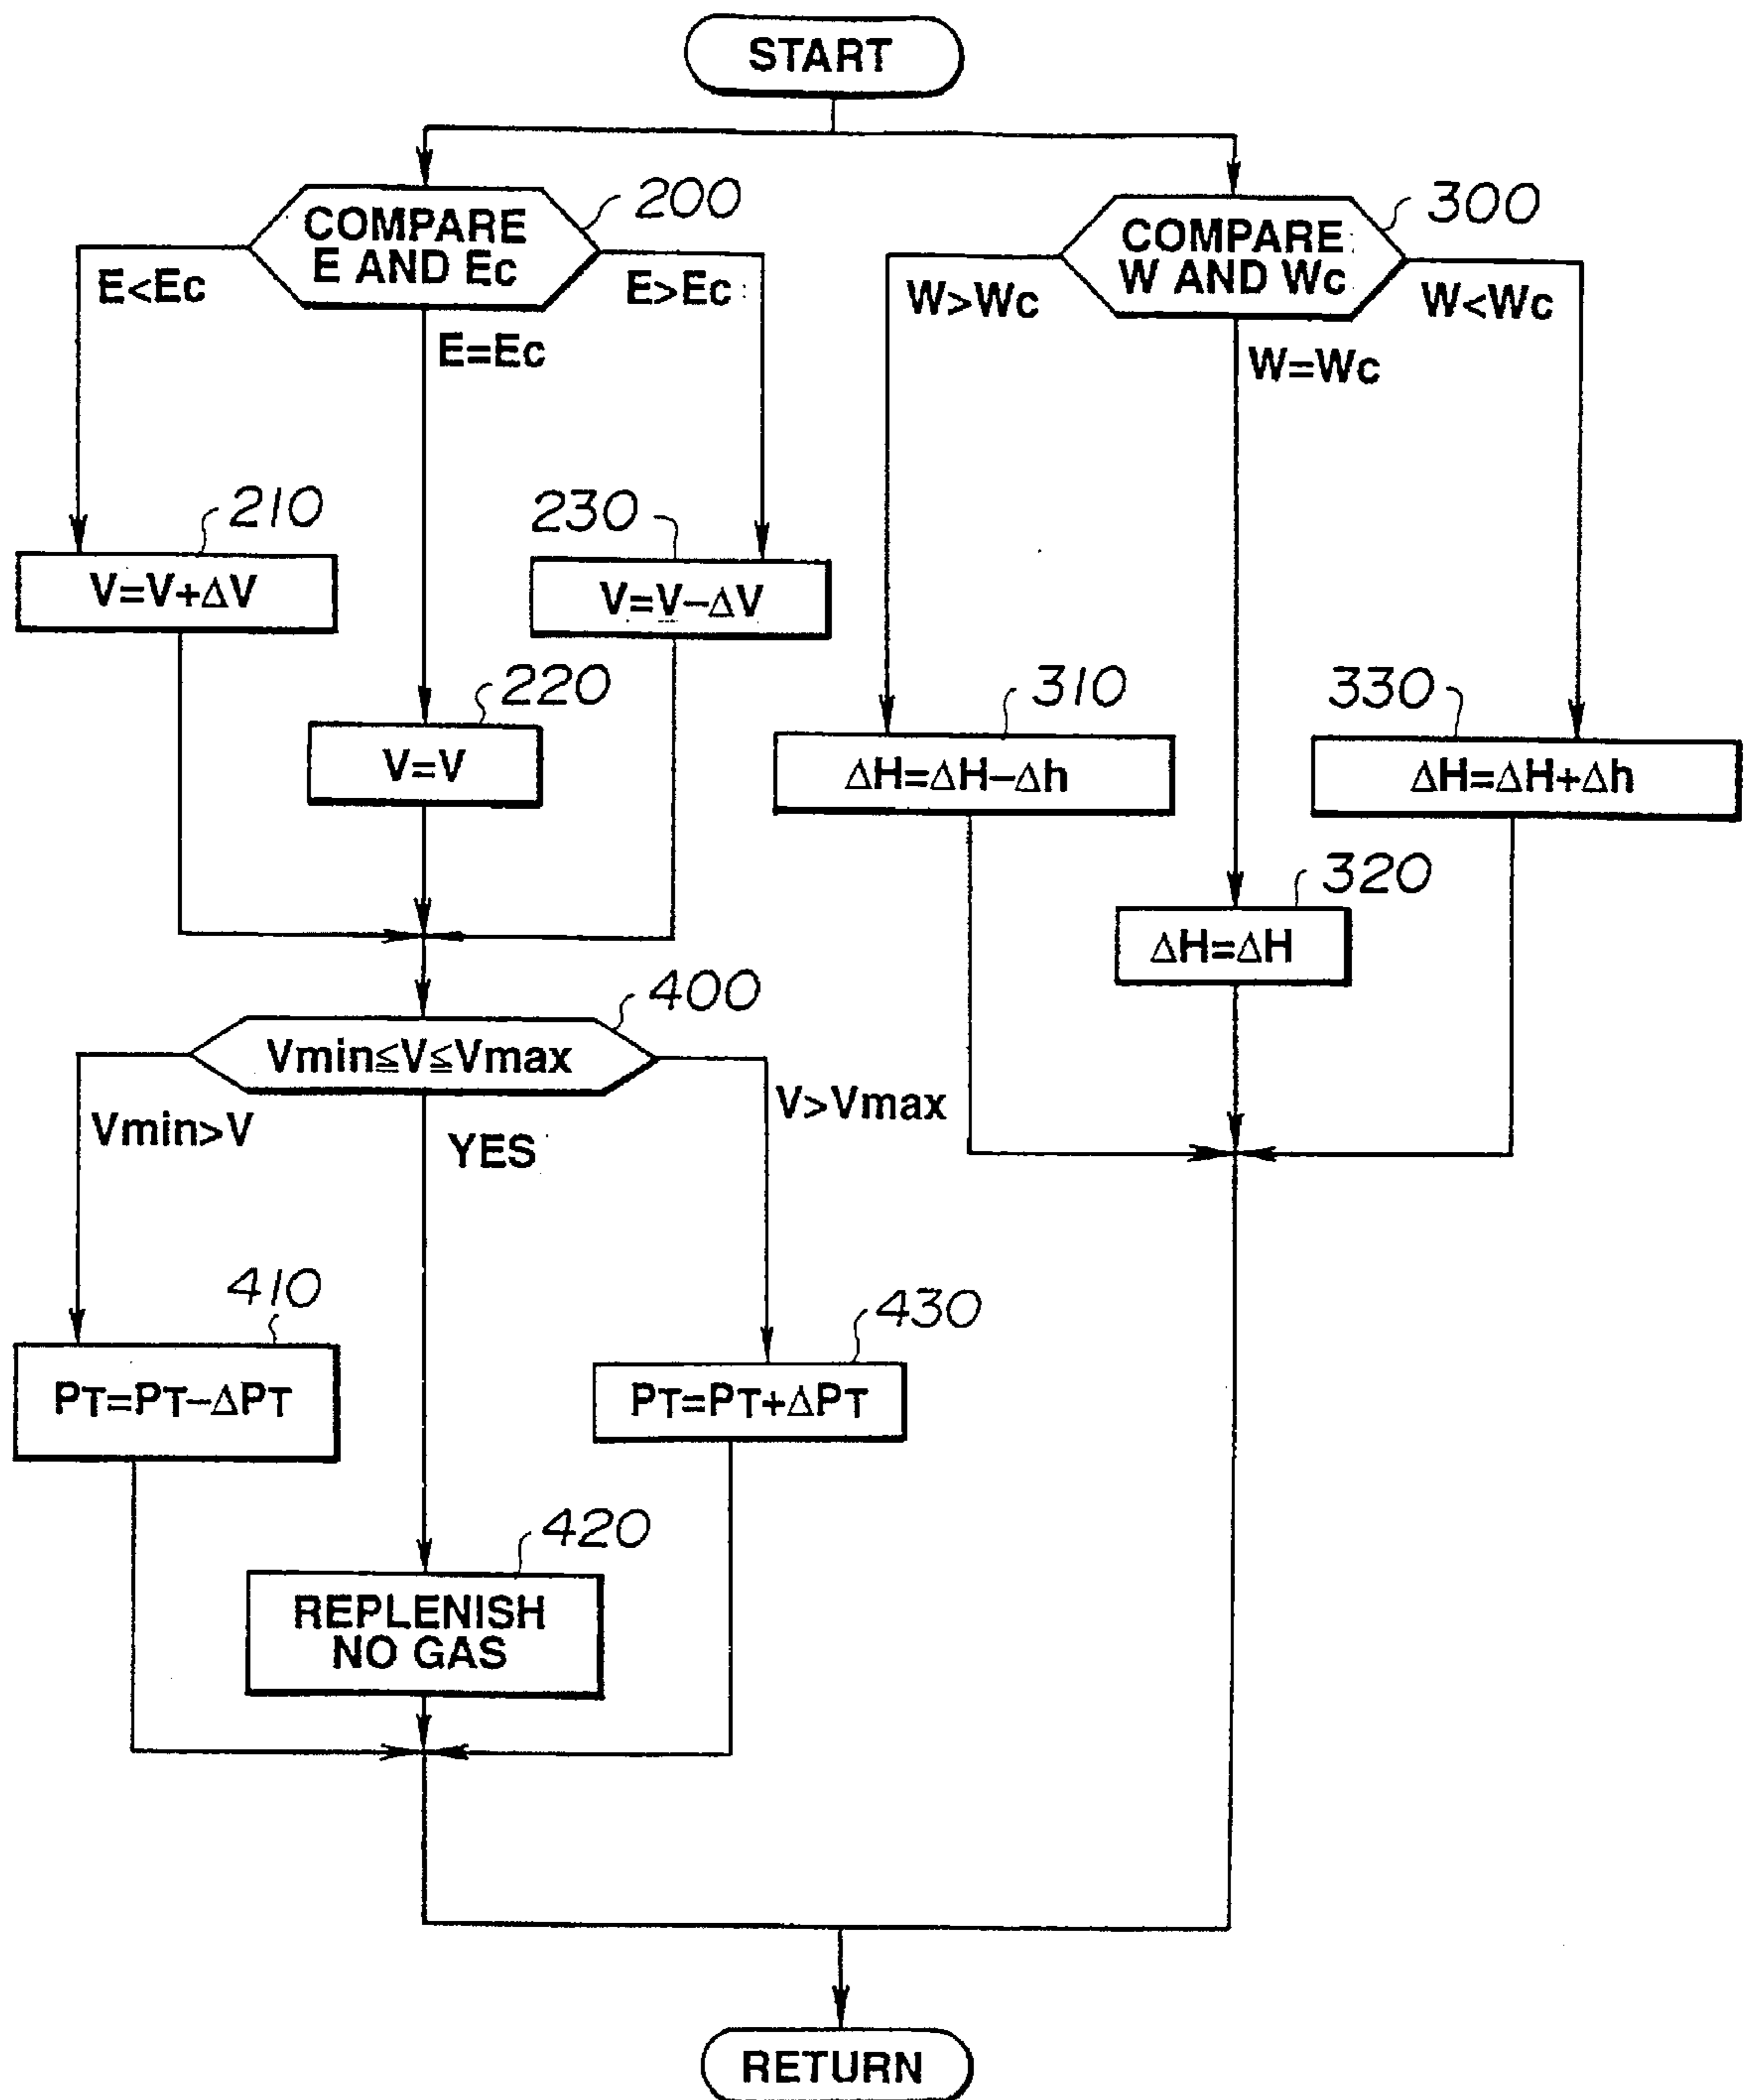 START
200
COMPARE
E AND Ec
E<Ec
E>Ec
E=Ec
300
COMPARE
W AND Wc
W>Wc
W<Wc
W=Wc
210
V=V+ΔV
230
V=V−ΔV
220
V=V
310
ΔH=ΔH−Δh
330
ΔH=ΔH+Δh
320
ΔH=ΔH
400
Vmin≦V≦Vmax
Vmin>V
YES
V>Vmax
410
PT=PT−ΔPT
430
PT=PT+ΔPT
420
REPLENISH
NO GAS
RETURN